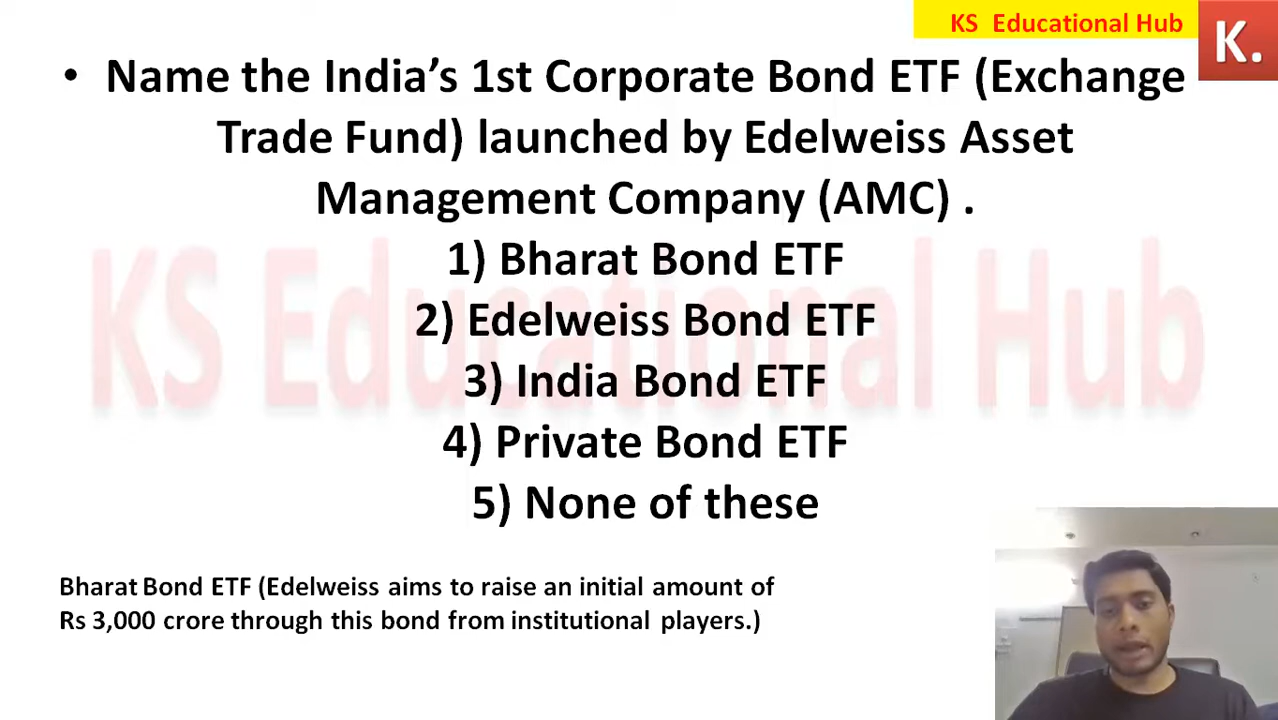 KS Educational Hub
K.
• Name the India's 1st Corporate Bond ETF (Exchange
Trade Fund) launched by Edelweiss Asset
Management Company (AMC) .
1) Bharat Bond ETF
2) Edelweiss Bond ETF
3) India Bond ETF
4) Private Bond ETF
5) None of these
KS Educational Hub
Bharat Bond ETF (Edelweiss aims to raise an initial amount of
Rs 3,000 crore through this bond from institutional players.)